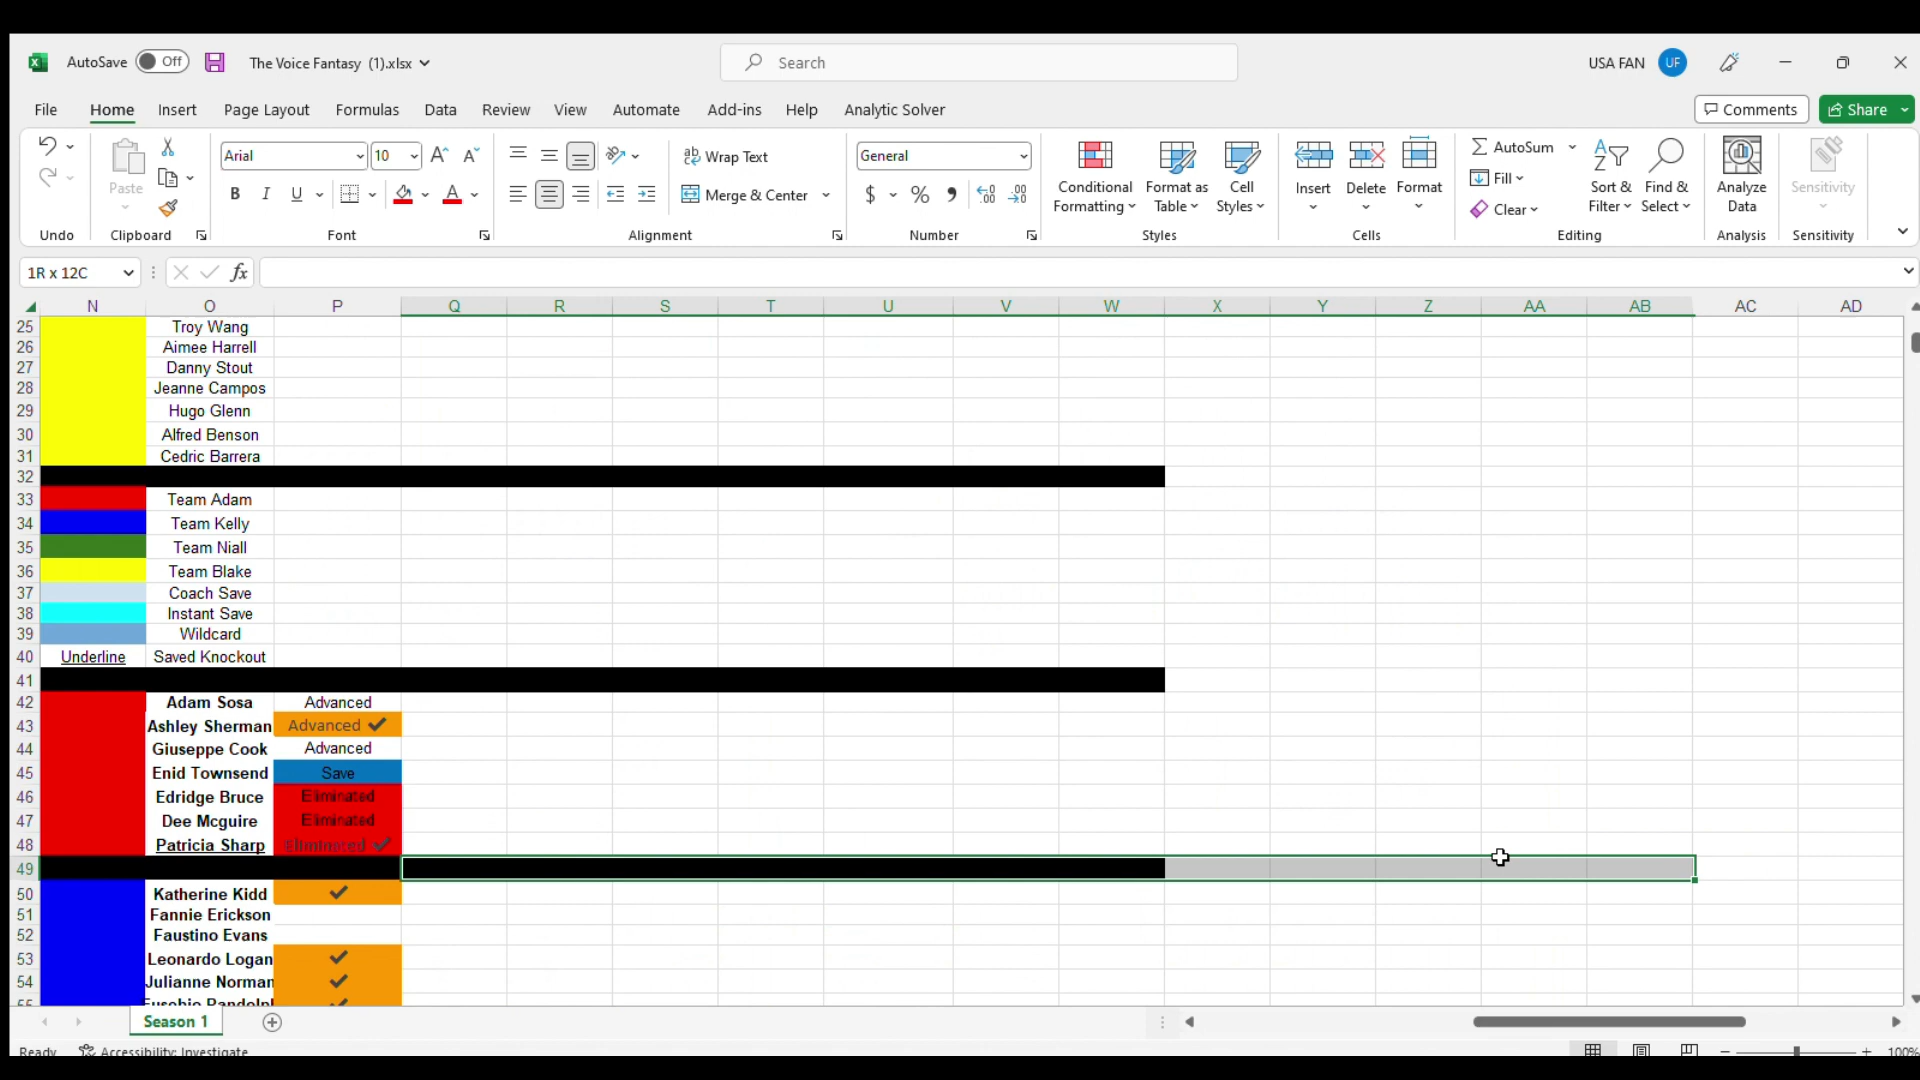 AutoSave Off The Voice Fantasy (1).xlsx Search USA FAN UF
File Home Insert Page Layout Formulas Data Review View Automate Add-ins Help Analytic Solver Comments Share
Paste Arial 10 Wrap Text General AutoSum
B I U Merge & Center $ % Conditional Formatting Format as Table Cell Styles Insert Delete Format Fill Clear Sort & Filter Find & Select Analyze Data Sensitivity
Undo Clipboard Font Alignment Number Styles Cells Editing Analysis Sensitivity
1R x 12C fx
N O P Q R S T U V W X Y Z AA AB AC AD
25 Troy Wang
26 Aimee Harrell
27 Danny Stout
28 Jeanne Campos
29 Hugo Glenn
30 Alfred Benson
31 Cedric Barrera
32
33 Team Adam
34 Team Kelly
35 Team Niall
36 Team Blake
37 Coach Save
38 Instant Save
39 Wildcard
40 Underline Saved Knockout
41
42 Adam Sosa Advanced
43 Ashley Sherman Advanced ✔
44 Giuseppe Cook Advanced
45 Enid Townsend Save
46 Edridge Bruce Eliminated
47 Dee Mcguire Eliminated
48 Patricia Sharp Eliminated ✔
49
50 Katherine Kidd ✔
51 Fannie Erickson
52 Faustino Evans
53 Leonardo Logan ✔
54 Julianne Norman ✔
55
Season 1
Ready Accessibility: Investigate 100%